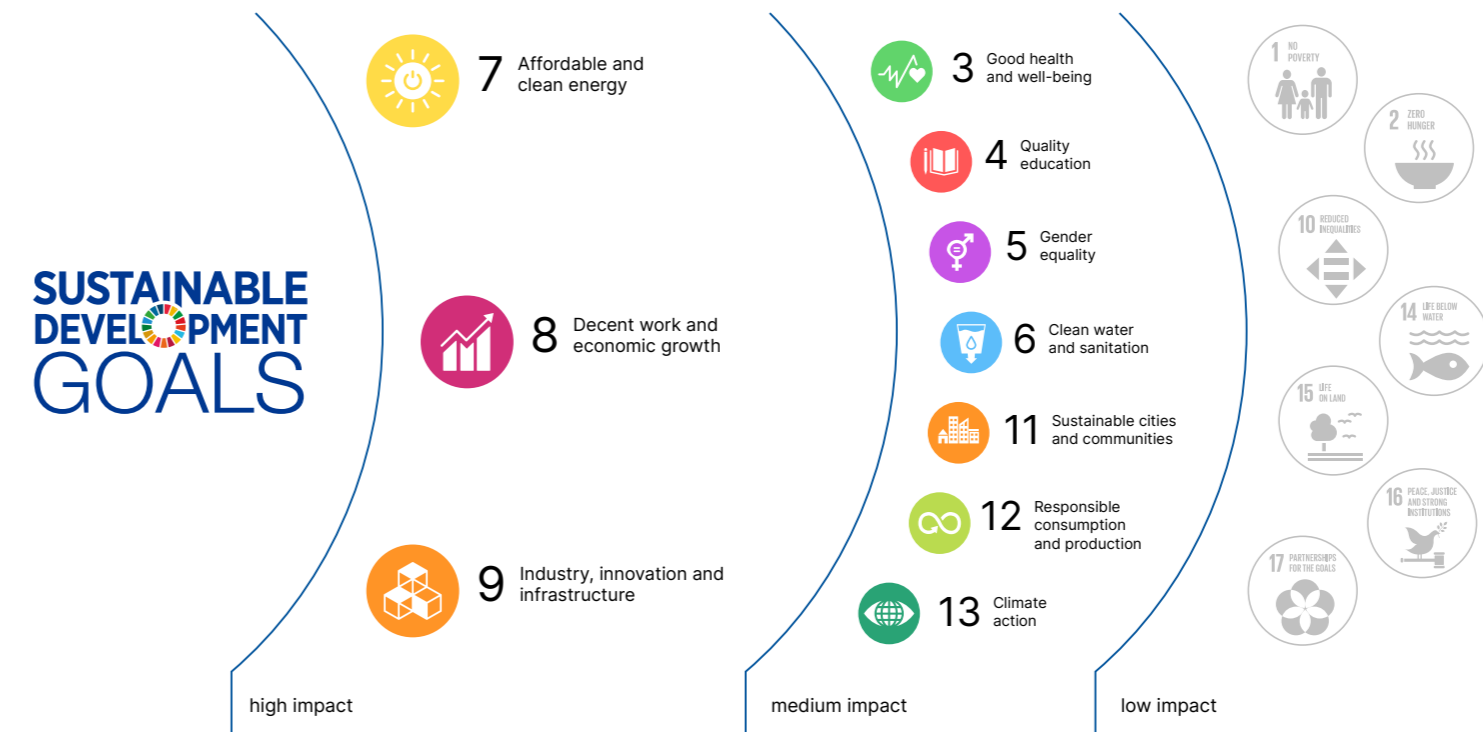 SUSTAINABLE
DEVELOPMENT
GOALS
7
Affordable and
clean energy
8
Decent work and
economic growth
9
Industry, innovation and
infrastructure
high impact
3
Good health
and well-being
4
Quality
education
5
Gender
equality
6
Clean water
and sanitation
11
Sustainable cities
and communities
12
Responsible
consumption
and production
13
Climate
action
medium impact
1 NO
POVERTY
2 ZERO
HUNGER
10 REDUCED
INEQUALITIES
14 LIFE BELOW
WATER
15 LIFE
ON LAND
16 PEACE, JUSTICE
AND STRONG
INSTITUTIONS
17 PARTNERSHIPS
FOR THE GOALS
low impact